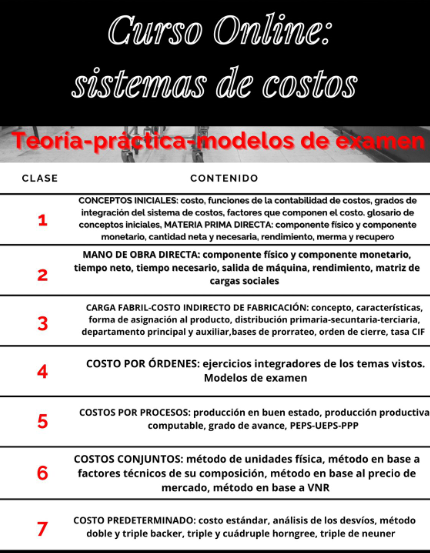 Curso Online:
sistemas de costos
Teoria-práctica-modelos de examen
CLASE CONTENIDO
1
CONCEPTOS INICIALES: costo, funciones de la contabilidad de costos, grados de
integración del sistema de costos, factores que componen el costo. glosario de
conceptos iniciales, MATERIA PRIMA DIRECTA: componente físico y componente
monetario, cantidad neta y necesaria, rendimiento, merma y recupero
2
MANO DE OBRA DIRECTA: componente físico y componente monetario,
tiempo neto, tiempo necesario, salida de máquina, rendimiento, matriz de
cargas sociales
3
CARGA FABRIL-COSTO INDIRECTO DE FABRICACIÓN: concepto, características,
forma de asignación al producto, distribución primaria-secuntaria-terciaria,
departamento principal y auxiliar,bases de prorrateo, orden de cierre, tasa CIF
4
COSTO POR ÓRDENES: ejercicios integradores de los temas vistos.
Modelos de examen
5
COSTOS POR PROCESOS: producción en buen estado, producción productiva
computable, grado de avance, PEPS-UEPS-PPP
6
COSTOS CONJUNTOS: método de unidades física, método en base a
factores técnicos de su composición, método en base al precio de
mercado, método en base a VNR
7
COSTO PREDETERMINADO: costo estándar, análisis de los desvíos, método
doble y triple backer, triple y cuádruple horngree, triple de neuner